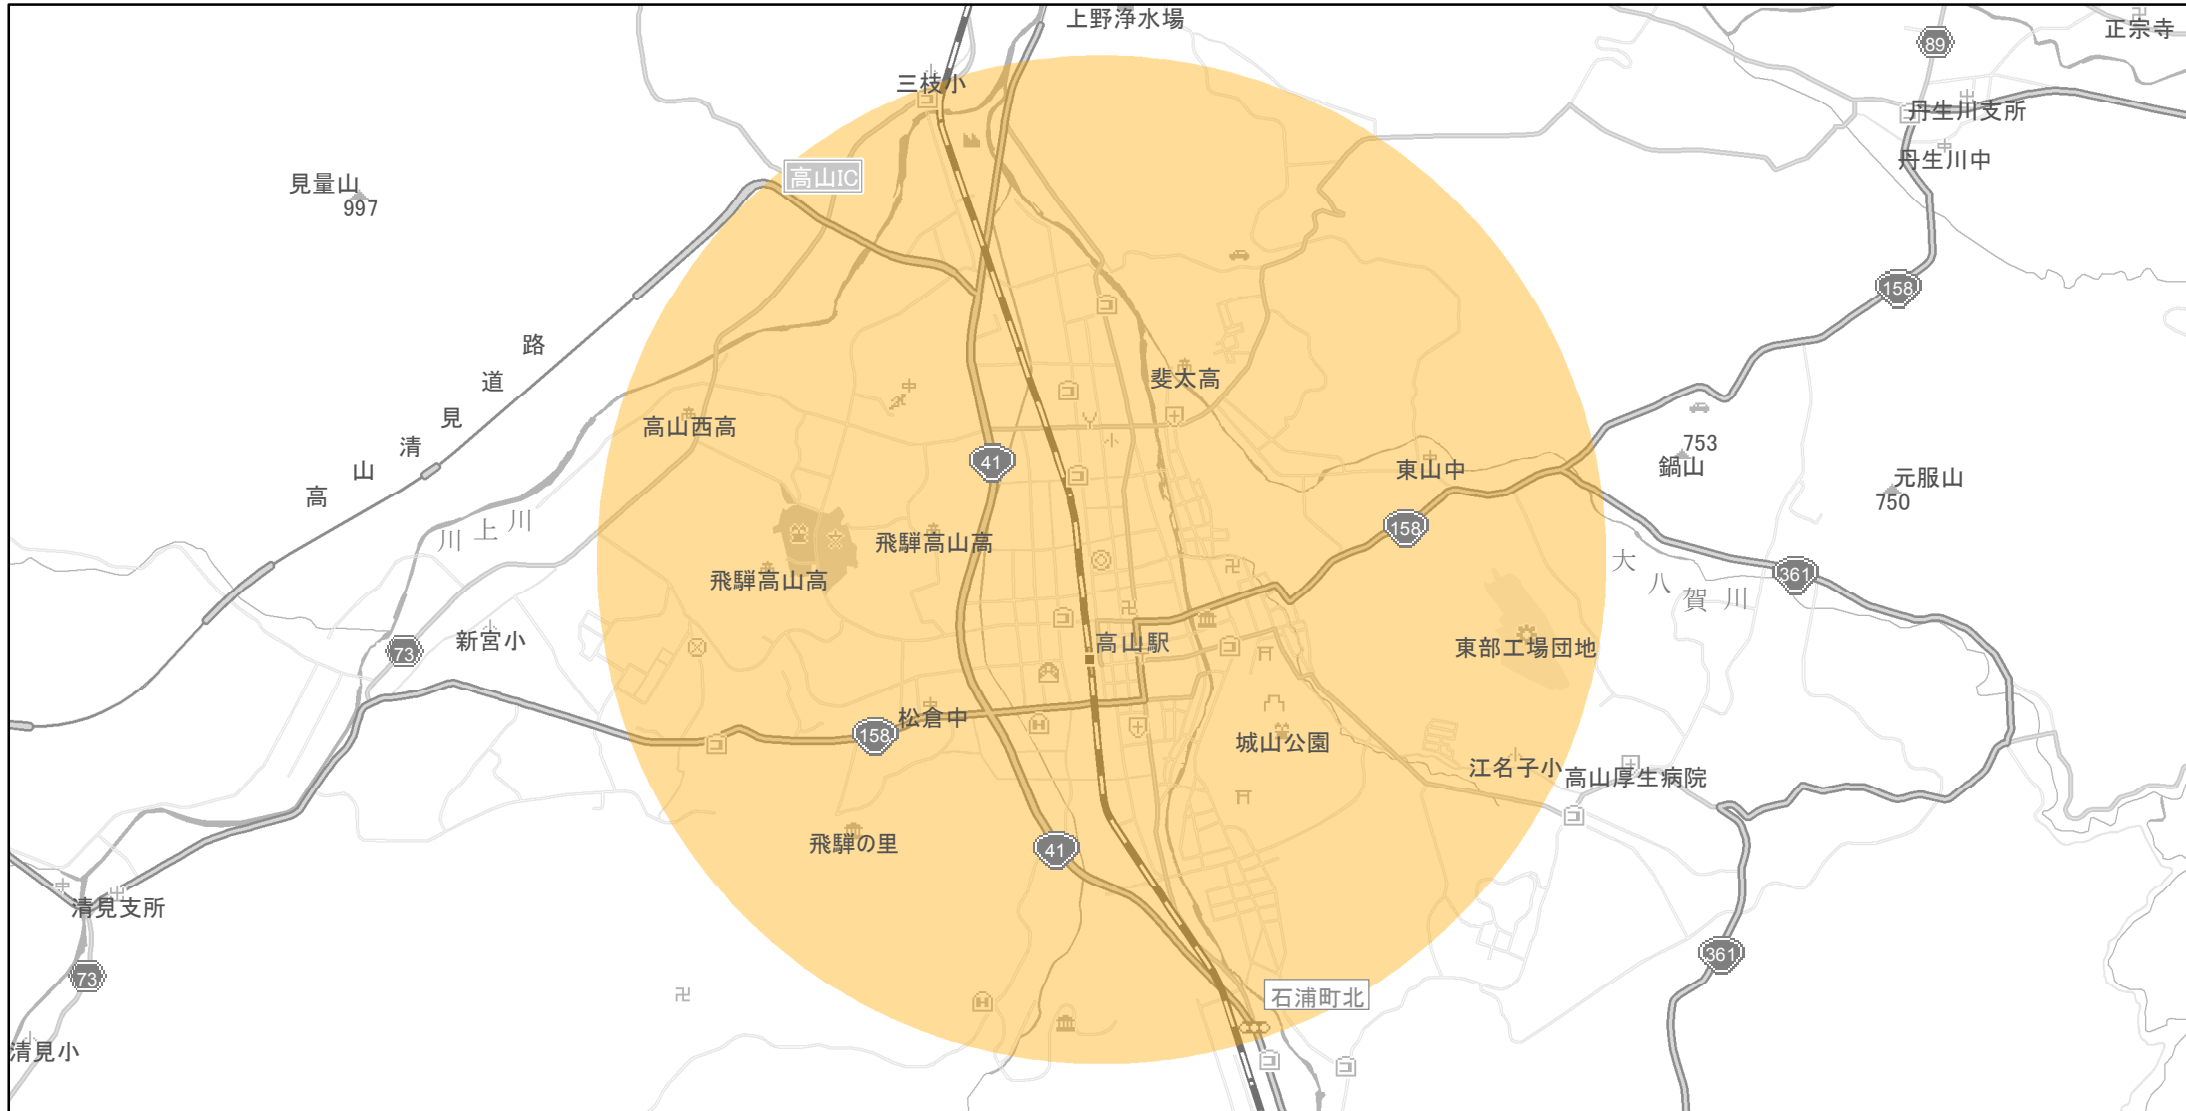 上野浄水場
正宗寺
89
三枝小
丹生川支所
丹生川中
高山IC
見量山
997
158
高山清見道路
斐太高
高山西高
41
753
鍋山
東山中
元服山
750
川上川
158
飛騨高山高
飛騨高山高
大八賀川
361
新宮小
73
高山駅
東部工場団地
松倉中
158
城山公園
江名子小
高山厚生病院
飛騨の里
41
清見支所
73
361
石浦町北
清見小